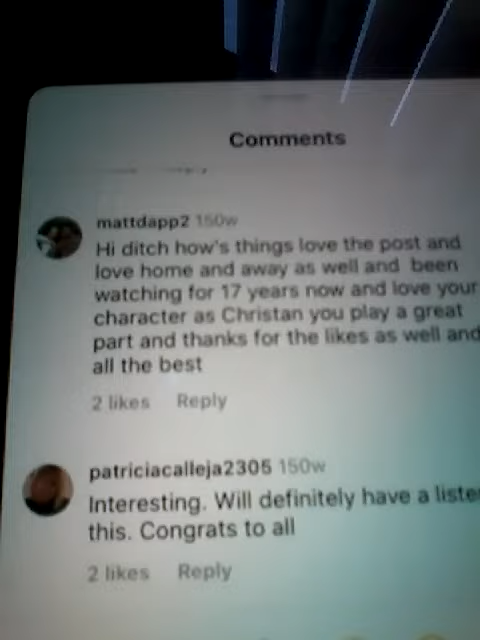 Comments
mattdapp2 150w
Hi ditch how's things love the post and
love home and away as well and been
watching for 17 years now and love your
character as Christan you play a great
part and thanks for the likes as well and
all the best
2 likes Reply
patriciacalleja2305 150w
Interesting. Will definitely have a liste
this. Congrats to all
2 likes Reply